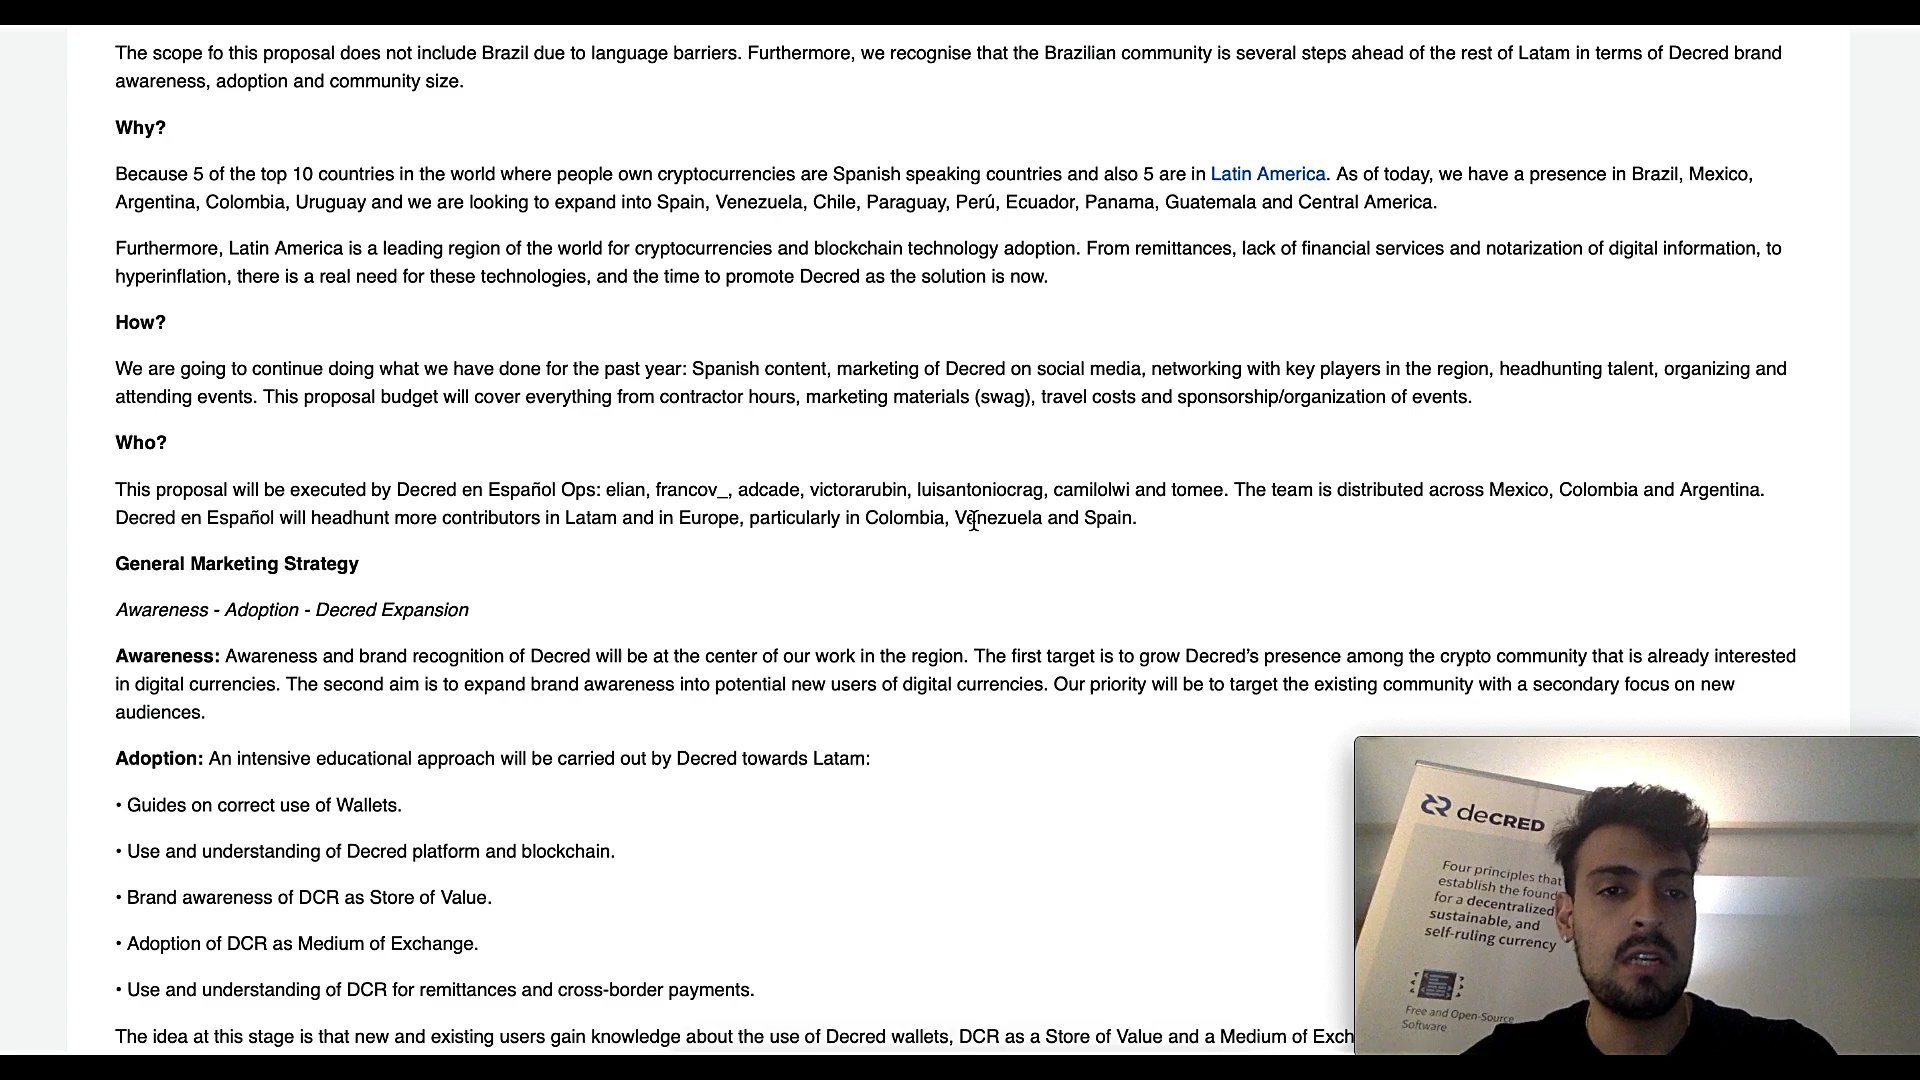 The scope fo this proposal does not include Brazil due to language barriers. Furthermore, we recognise that the Brazilian community is several steps ahead of the rest of Latam in terms of Decred brand
awareness, adoption and community size.
Why?
Because 5 of the top 10 countries in the world where people own cryptocurrencies are Spanish speaking countries and also 5 are in Latin America. As of today, we have a presence in Brazil, Mexico,
Argentina, Colombia, Uruguay and we are looking to expand into Spain, Venezuela, Chile, Paraguay, Perú, Ecuador, Panama, Guatemala and Central America.
Furthermore, Latin America is a leading region of the world for cryptocurrencies and blockchain technology adoption. From remittances, lack of financial services and notarization of digital information, to
hyperinflation, there is a real need for these technologies, and the time to promote Decred as the solution is now.
How?
We are going to continue doing what we have done for the past year: Spanish content, marketing of Decred on social media, networking with key players in the region, headhunting talent, organizing and
attending events. This proposal budget will cover everything from contractor hours, marketing materials (swag), travel costs and sponsorship/organization of events.
Who?
This proposal will be executed by Decred en Español Ops: elian, francov_, adcade, victorarubin, luisantoniocrag, camilolwi and tomee. The team is distributed across Mexico, Colombia and Argentina.
Decred en Español will headhunt more contributors in Latam and in Europe, particularly in Colombia, Venezuela and Spain.
General Marketing Strategy
Awareness - Adoption - Decred Expansion
Awareness: Awareness and brand recognition of Decred will be at the center of our work in the region. The first target is to grow Decred’s presence among the crypto community that is already interested
in digital currencies. The second aim is to expand brand awareness into potential new users of digital currencies. Our priority will be to target the existing community with a secondary focus on new
audiences.
Adoption: An intensive educational approach will be carried out by Decred towards Latam:
• Guides on correct use of Wallets.
• Use and understanding of Decred platform and blockchain.
• Brand awareness of DCR as Store of Value.
• Adoption of DCR as Medium of Exchange.
• Use and understanding of DCR for remittances and cross-border payments.
The idea at this stage is that new and existing users gain knowledge about the use of Decred wallets, DCR as a Store of Value and a Medium of Exch
deCRED
Four principles that
establish the found
for a decentralized
sustainable, and
self-ruling currency
Free and Open-Source
Software